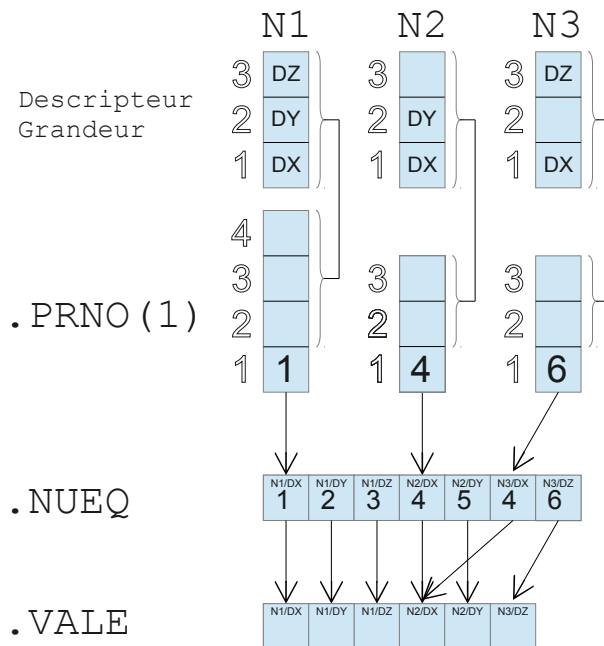 N1 N2 N3
3 DZ 3 3 DZ
Descripteur
Grandeur
2 DY 2 DY 2
1 DX 1 DX 1 DX
4
3 3 3
.PRNO(1)
2 2 2
1 1 1 4 1 6
.NUEQ
N1/DX N1/DY N1/DZ N2/DX N2/DY N3/DX N3/DZ
1 2 3 4 5 4 6
.VALE
N1/DX N1/DY N1/DZ N2/DX N2/DY N3/DZ